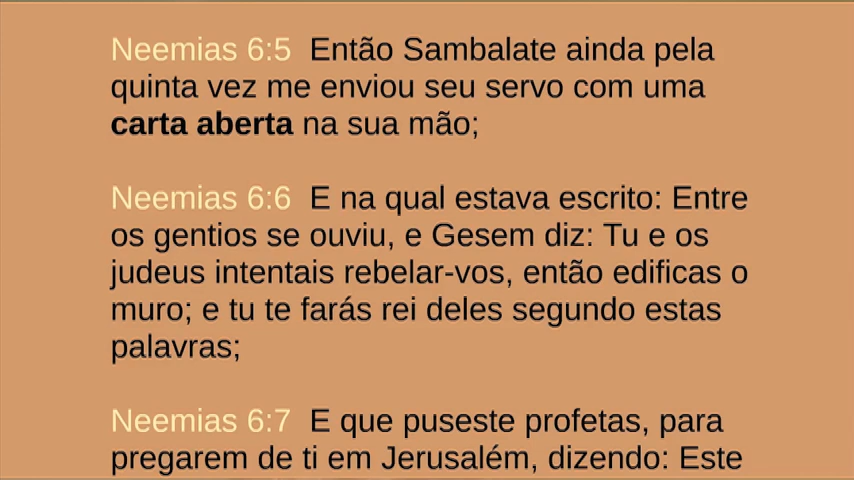 Neemias 6:5 Então Sambalate ainda pela
quinta vez me enviou seu servo com uma
carta aberta na sua mão;
Neemias 6:6 E na qual estava escrito: Entre
os gentios se ouviu, e Gesem diz: Tu e os
judeus intentais rebelar-vos, então edificas o
muro; e tu te farás rei deles segundo estas
palavras;
Neemias 6:7 E que puseste profetas, para
pregarem de ti em Jerusalém, dizendo: Este